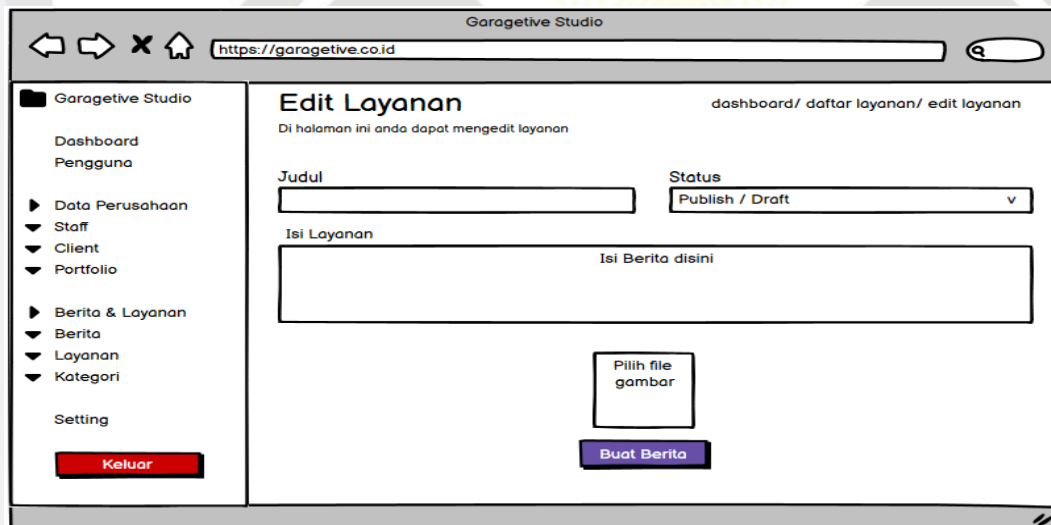 Garagetive Studio
https://garagetive.co.id
Garagetive Studio
Dashboard
Pengguna
Data Perusahaan
Staff
Client
Portfolio
Berita & Layanan
Berita
Layanan
Kategori
Setting
Keluar
Edit Layanan
dashboard/ daftar layanan/ edit layanan
Di halaman ini anda dapat mengedit layanan
Judul
Status
Publish / Draft v
Isi Layanan
Isi Berita disini
Pilih file
gambar
Buat Berita